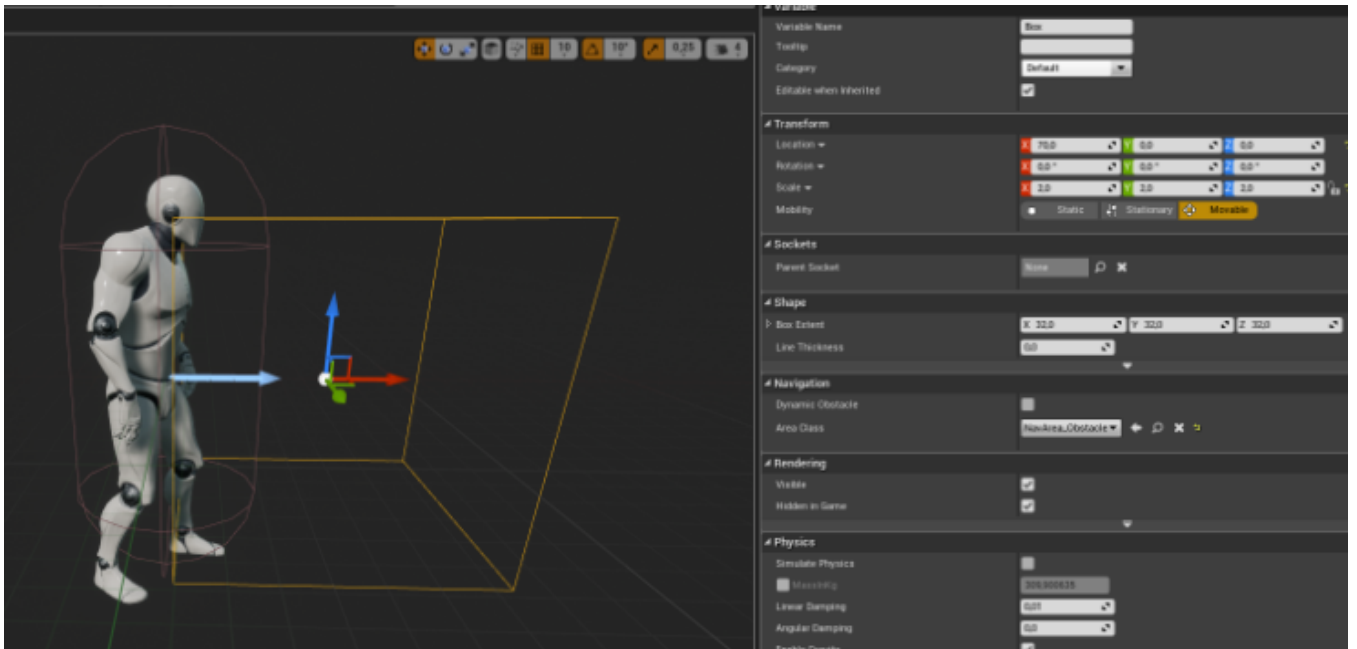 10 10° 0,25 4
Variable
Variable Name Box
Tooltip
Category Default
Editable when Inherited
Transform
Location X 70,0 Y 0,0 Z 0,0
Rotation X 0,0 ° Y 0,0 ° Z 0,0 °
Scale X 2,0 Y 2,0 Z 2,0
Mobility Static Stationary Movable
Sockets
Parent Socket None
Shape
Box Extent X 32,0 Y 32,0 Z 32,0
Line Thickness 0,0
Navigation
Dynamic Obstacle
Area Class NavArea_Obstacle
Rendering
Visible
Hidden in Game
Physics
Simulate Physics
MassInKg
Linear Damping 0,01
Angular Damping 0,0
Enable Gravity